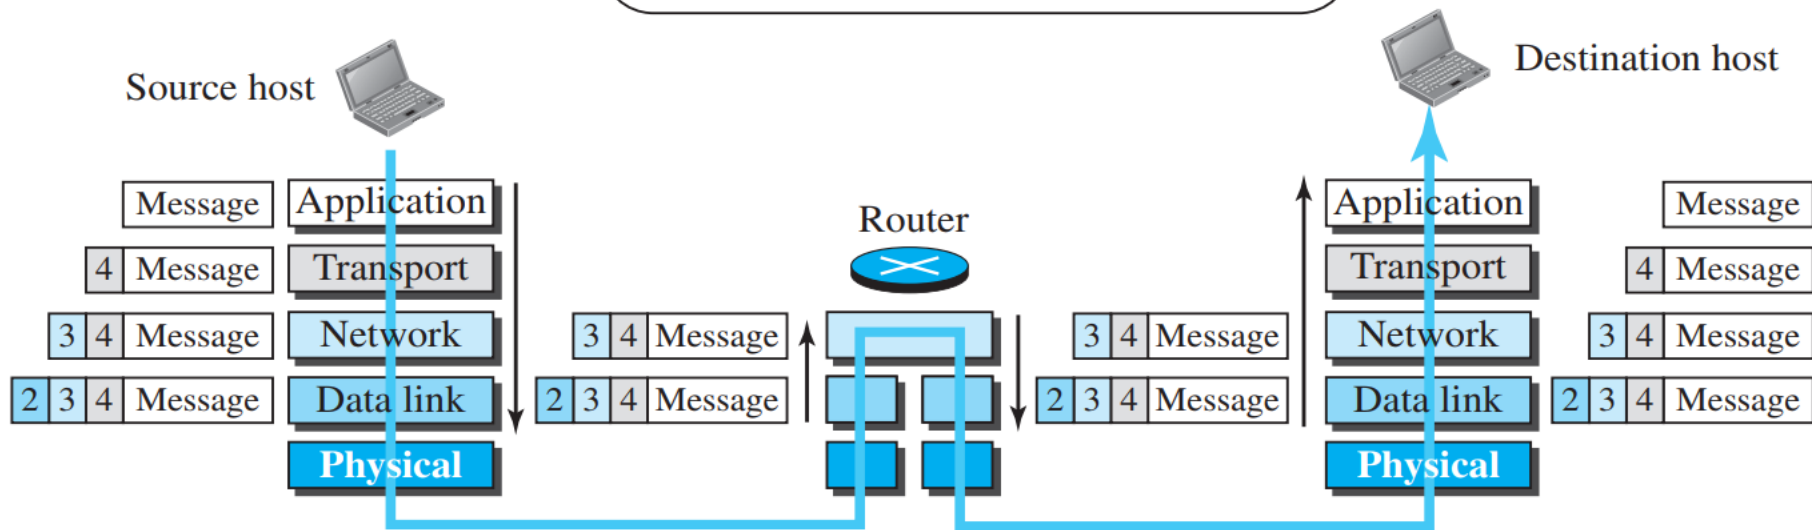 Source host
Destination host
Message Application
4 Message Transport
3 4 Message Network
2 3 4 Message Data link
Physical
Router
3 4 Message
2 3 4 Message
3 4 Message
2 3 4 Message
Application Message
Transport 4 Message
Network 3 4 Message
Data link 2 3 4 Message
Physical